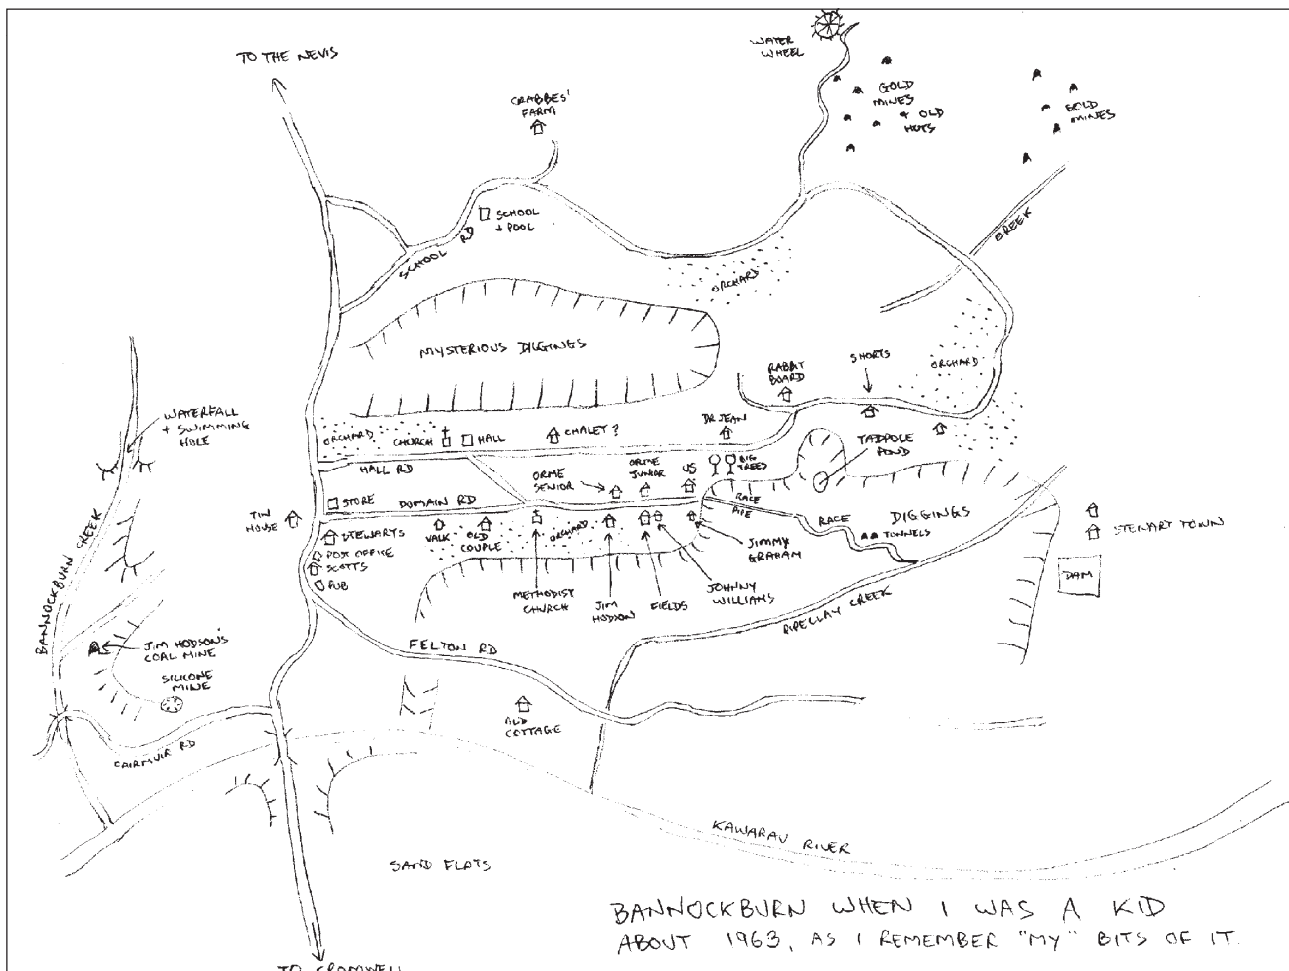 WATER
WHEEL
TO THE NEVIS
GOLD
MINES
+ OLD
HUTS
GOLD
MINES
CRABBES'
FARM
SCHOOL
+ POOL
SCHOOL RD
CREEK
ORCHARD
MYSTERIOUS DIGGINGS
RABBIT
BOARD
SHORTS
ORCHARD
WATERFALL
+ SWIMMING
HOLE
ORCHARD
CHURCH
HALL
CHALET?
DR JEAN
TADPOLE
POND
HALL RD
ORME
SENIOR
ORME
JUNIOR
US
BIG
TREES
STORE
DOMAIN RD
RACE
PIPE
RACE
DIGGINGS
TIN
HOUSE
STEWARTS
VALK
OLD
COUPLE
ORCHARD
TUNNELS
STEWART TOWN
POST OFFICE
SCOTTS
PUB
JIMMY
GRAHAM
DAM
BANNOCKBURN CREEK
METHODIST
CHURCH
JIM
HODSON
FIELDS
JOHNNY
WILLIAMS
PIPECLAY CREEK
JIM HODSON'S
COAL MINE
FELTON RD
SILICONE
MINE
OLD
COTTAGE
CAIRMUIR RD
KAWARAU RIVER
SAND FLATS
BANNOCKBURN WHEN I WAS A KID
ABOUT 1963, AS I REMEMBER "MY" BITS OF IT.
TO CROMWELL